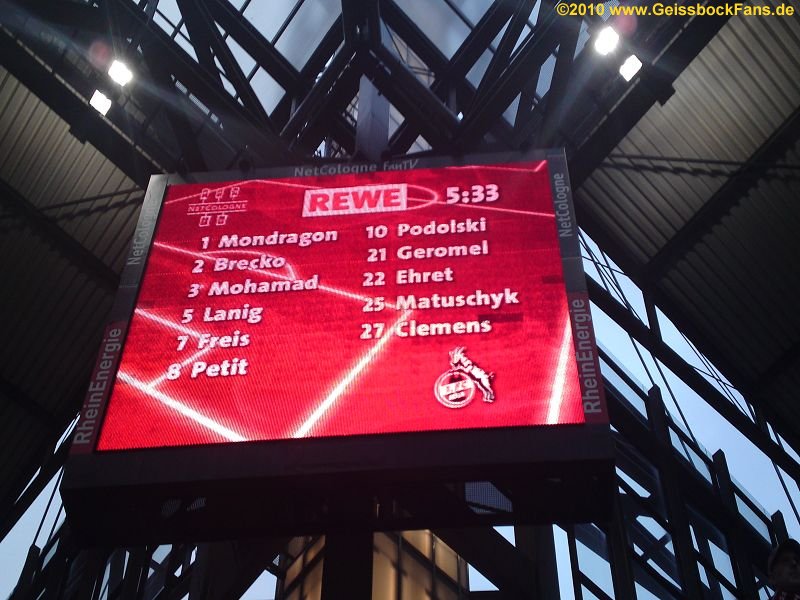 ©2010 www.GeissbockFans.de
NetCologne FanTV
NETCOLOGNE
REWE
5:33
1 Mondragon
2 Brecko
3 Mohamad
5 Lanig
7 Freis
8 Petit
10 Podolski
21 Geromel
22 Ehret
25 Matuschyk
27 Clemens
NetCologne
RheinEnergie
NetCologne
RheinEnergie